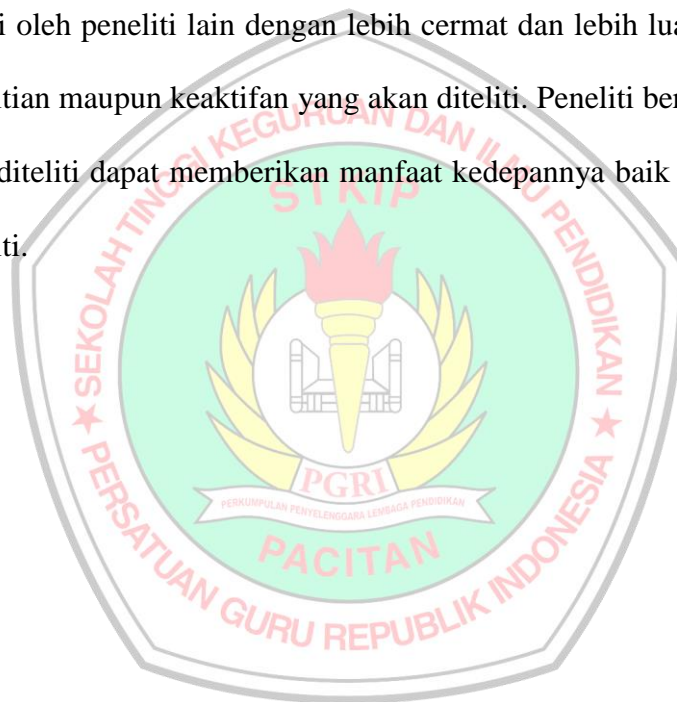 i oleh peneliti lain dengan lebih cermat dan lebih lua
itian maupun keaktifan yang akan diteliti. Peneliti ber
diteliti dapat memberikan manfaat kedepannya baik
iti.
SEKOLAH TINGGI KEGURUAN DAN ILMU PENDIDIKAN
STKIP
PGRI
PERKUMPULAN PENYELENGGARA LEMBAGA PENDIDIKAN
PACITAN
PERSATUAN GURU REPUBLIK INDONESIA